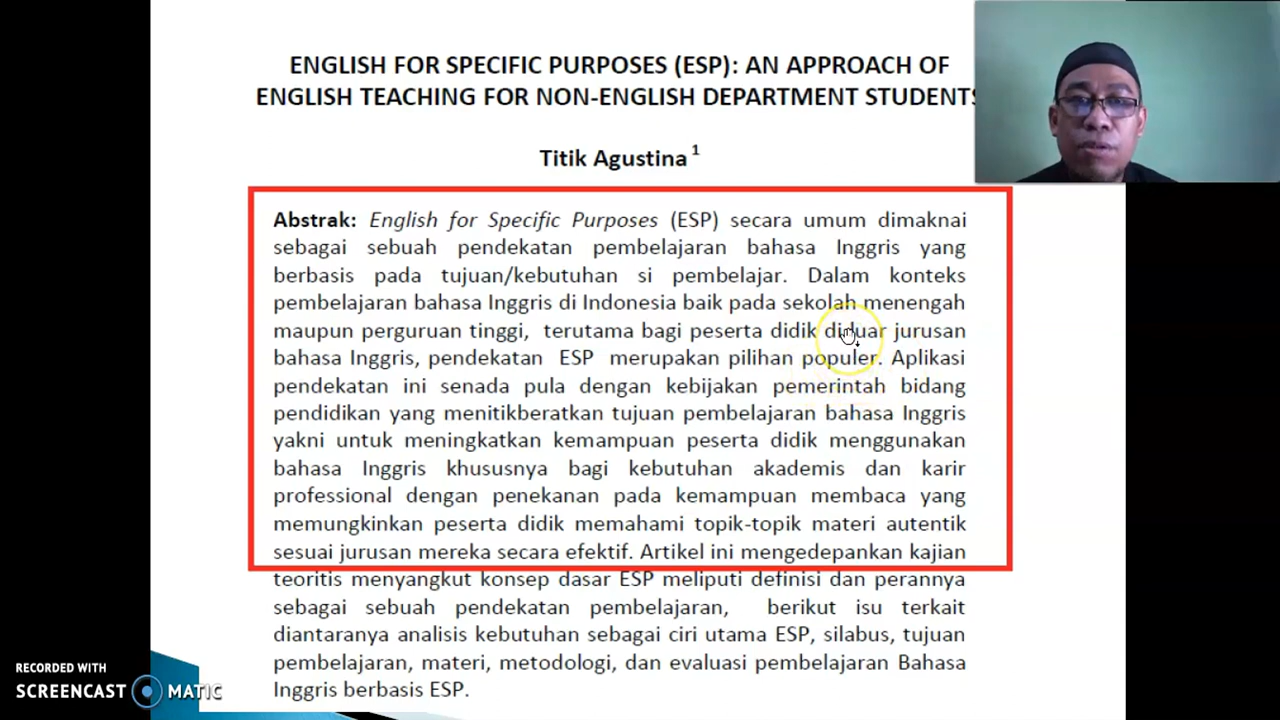 ENGLISH FOR SPECIFIC PURPOSES (ESP): AN APPROACH OF
ENGLISH TEACHING FOR NON-ENGLISH DEPARTMENT STUDENTS
Titik Agustina 1
Abstrak: English for Specific Purposes (ESP) secara umum dimaknai
sebagai sebuah pendekatan pembelajaran bahasa Inggris yang
berbasis pada tujuan/kebutuhan si pembelajar. Dalam konteks
pembelajaran bahasa Inggris di Indonesia baik pada sekolah menengah
maupun perguruan tinggi, terutama bagi peserta didik diluar jurusan
bahasa Inggris, pendekatan ESP merupakan pilihan populer. Aplikasi
pendekatan ini senada pula dengan kebijakan pemerintah bidang
pendidikan yang menitikberatkan tujuan pembelajaran bahasa Inggris
yakni untuk meningkatkan kemampuan peserta didik menggunakan
bahasa Inggris khususnya bagi kebutuhan akademis dan karir
professional dengan penekanan pada kemampuan membaca yang
memungkinkan peserta didik memahami topik-topik materi autentik
sesuai jurusan mereka secara efektif. Artikel ini mengedepankan kajian
teoritis menyangkut konsep dasar ESP meliputi definisi dan perannya
sebagai sebuah pendekatan pembelajaran, berikut isu terkait
diantaranya analisis kebutuhan sebagai ciri utama ESP, silabus, tujuan
pembelajaran, materi, metodologi, dan evaluasi pembelajaran Bahasa
Inggris berbasis ESP.
RECORDED WITH
SCREENCAST MATIC